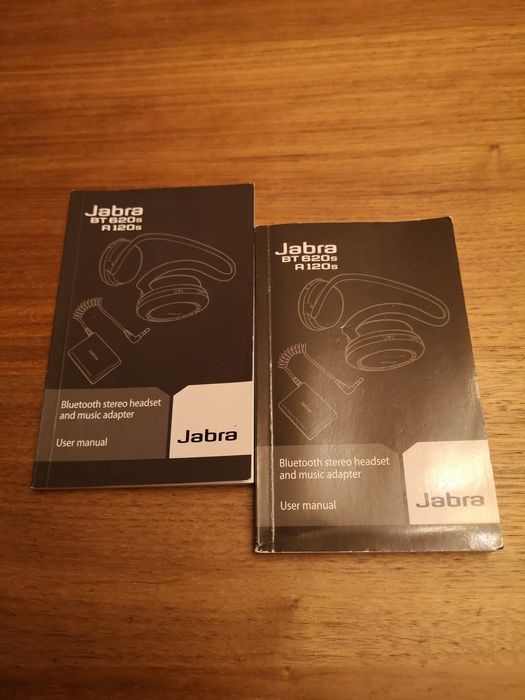 Jabra
BT 620s
A 120s
Bluetooth stereo headset
and music adapter
User manual
Jabra
Jabra
BT 620s
A 120s
Bluetooth stereo headset
and music adapter
User manual
Jabra